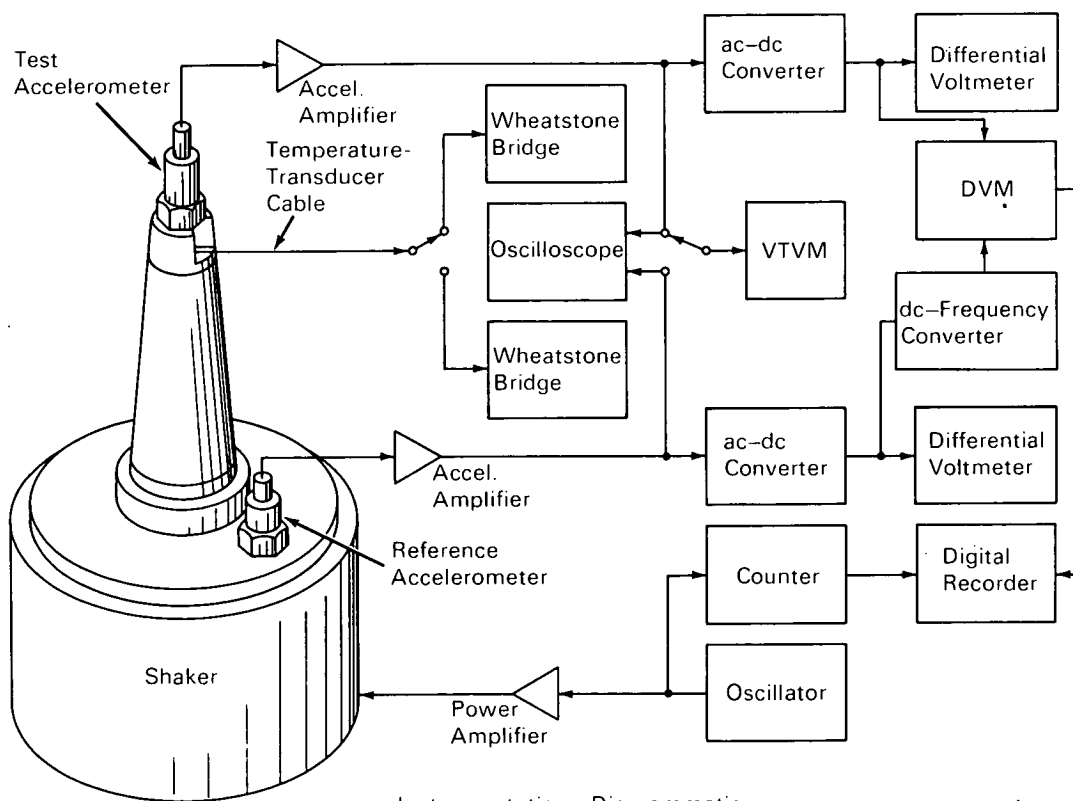 Test
Accelerometer
Accel.
Amplifier
Temperature-
Transducer
Cable
Wheatstone
Bridge
Oscilloscope
Wheatstone
Bridge
VTVM
ac-dc
Converter
Differential
Voltmeter
DVM
dc-Frequency
Converter
ac-dc
Converter
Differential
Voltmeter
Accel.
Amplifier
Reference
Accelerometer
Counter
Digital
Recorder
Shaker
Power
Amplifier
Oscillator